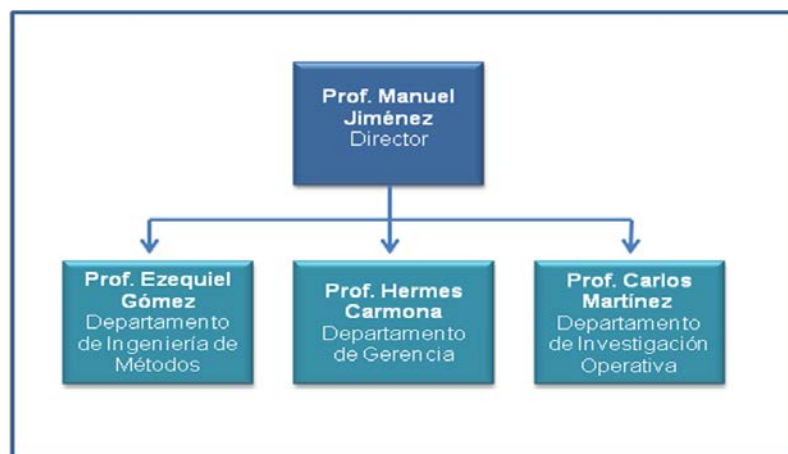 Prof. Manuel
Jiménez
Director
Prof. Ezequiel
Gómez
Departamento
de Ingeniería de
Métodos
Prof. Hermes
Carmona
Departamento
de Gerencia
Prof. Carlos
Martínez
Departamento
de Investigación
Operativa